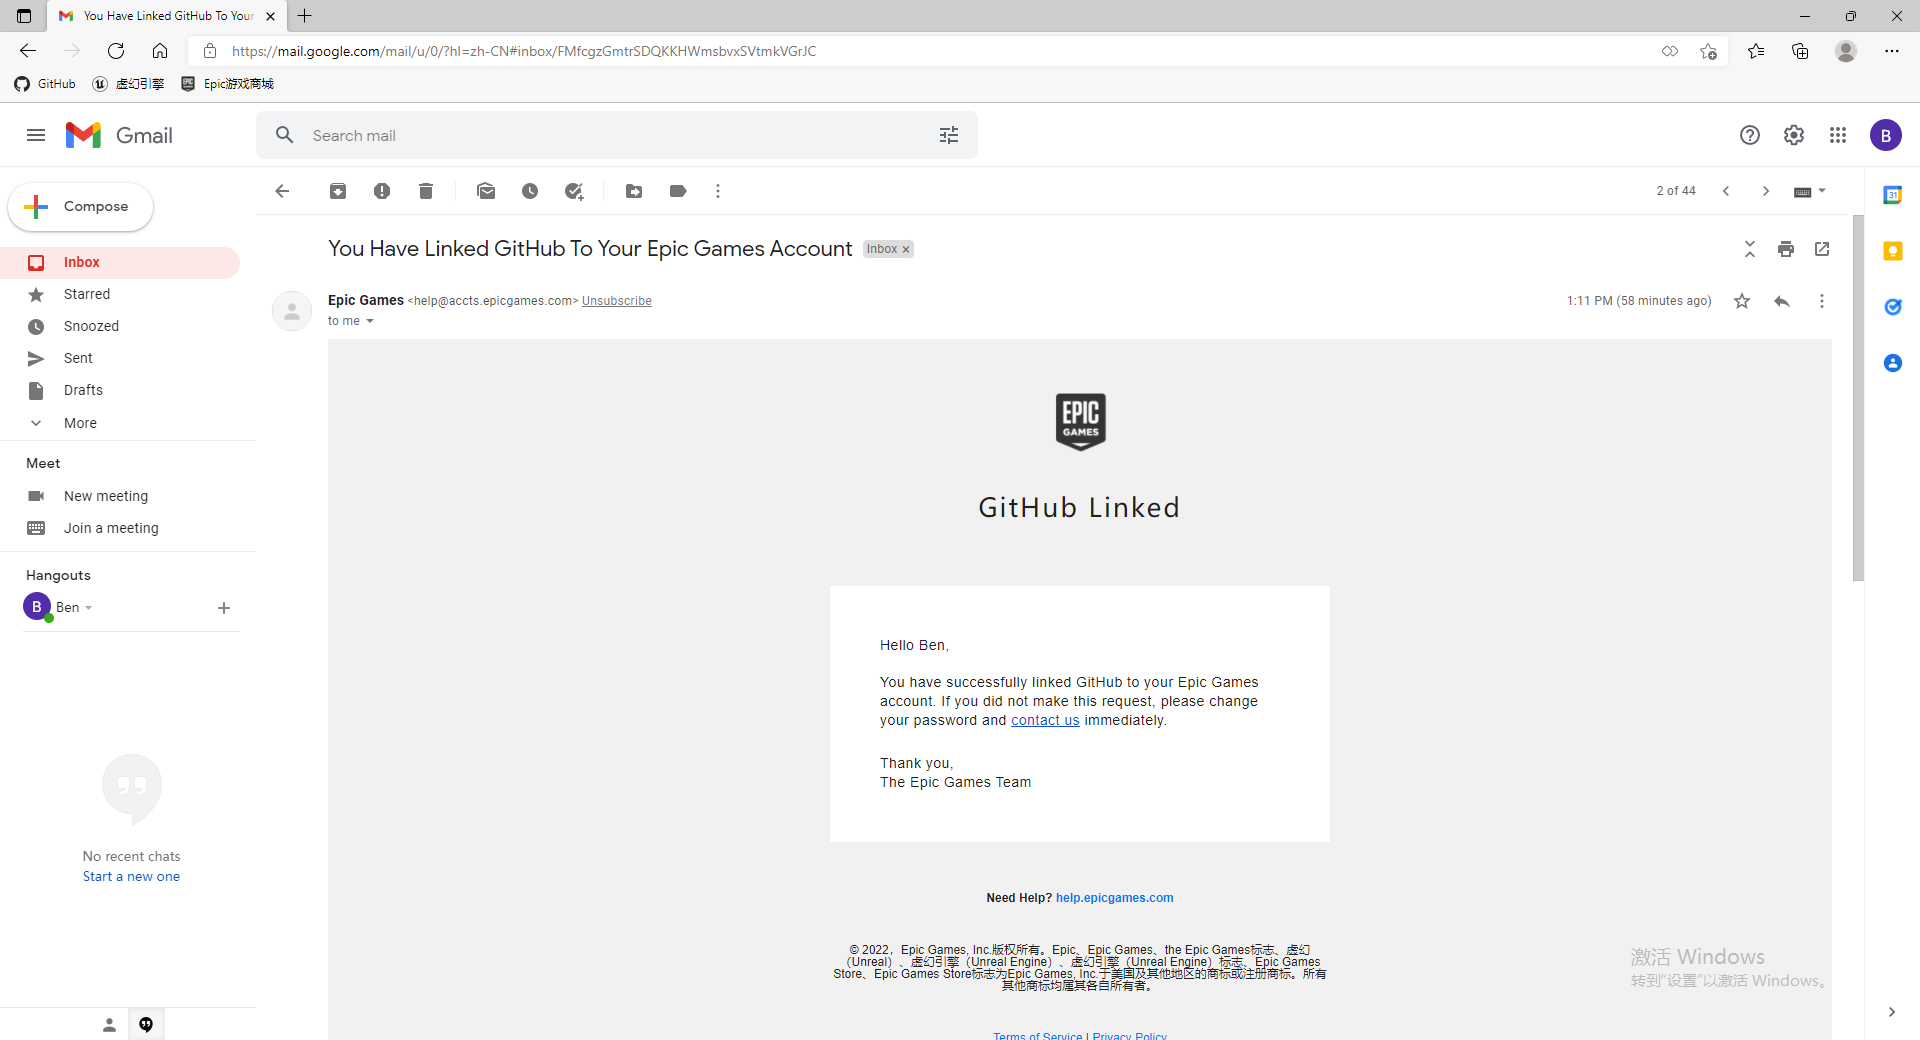 You Have Linked GitHub To Your
https://mail.google.com/mail/u/0/?hl=zh-CN#inbox/FMfcgzGmtrSDQKKHWmsbvxSVtmkVGrJC
GitHub
虚幻引擎
Epic游戏商城
Gmail
Search mail
B
Compose
2 of 44
31
Inbox
Starred
Snoozed
Sent
Drafts
More
Meet
New meeting
Join a meeting
Hangouts
B
Ben
No recent chats
Start a new one
You Have Linked GitHub To Your Epic Games Account
Inbox
Epic Games <help@accts.epicgames.com> Unsubscribe
1:11 PM (58 minutes ago)
to me
EPIC
GAMES
GitHub Linked
Hello Ben,
You have successfully linked GitHub to your Epic Games
account. If you did not make this request, please change
your password and contact us immediately.
Thank you,
The Epic Games Team
Need Help? help.epicgames.com
© 2022，Epic Games, Inc.版权所有。Epic、Epic Games、the Epic Games标志、虚幻
（Unreal）、虚幻引擎（Unreal Engine）、虚幻引擎（Unreal Engine）标志、Epic Games
Store、Epic Games Store标志为Epic Games, Inc.于美国及其他地区的商标或注册商标。所有
其他商标均属其各自所有者。
Terms of Service | Privacy Policy
激活 Windows
转到“设置”以激活 Windows。